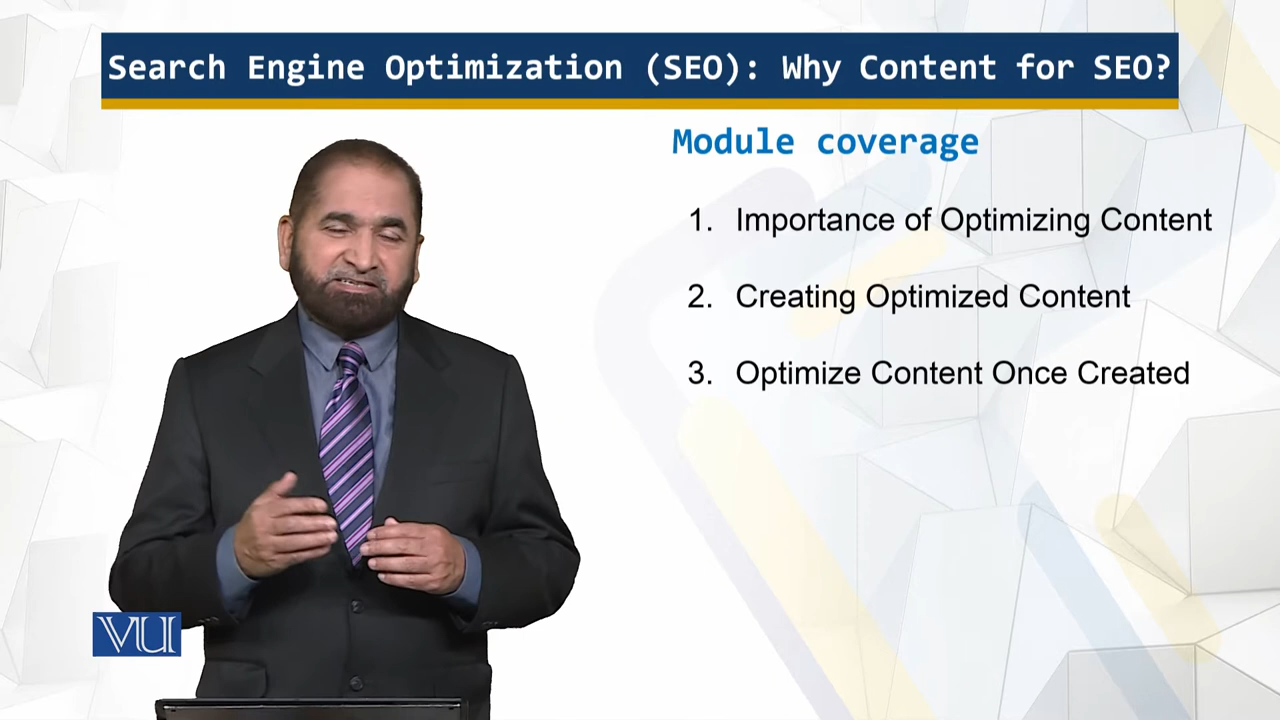 Search Engine Optimization (SEO): Why Content for SEO?
Module coverage
1. Importance of Optimizing Content
2. Creating Optimized Content
3. Optimize Content Once Created
VU